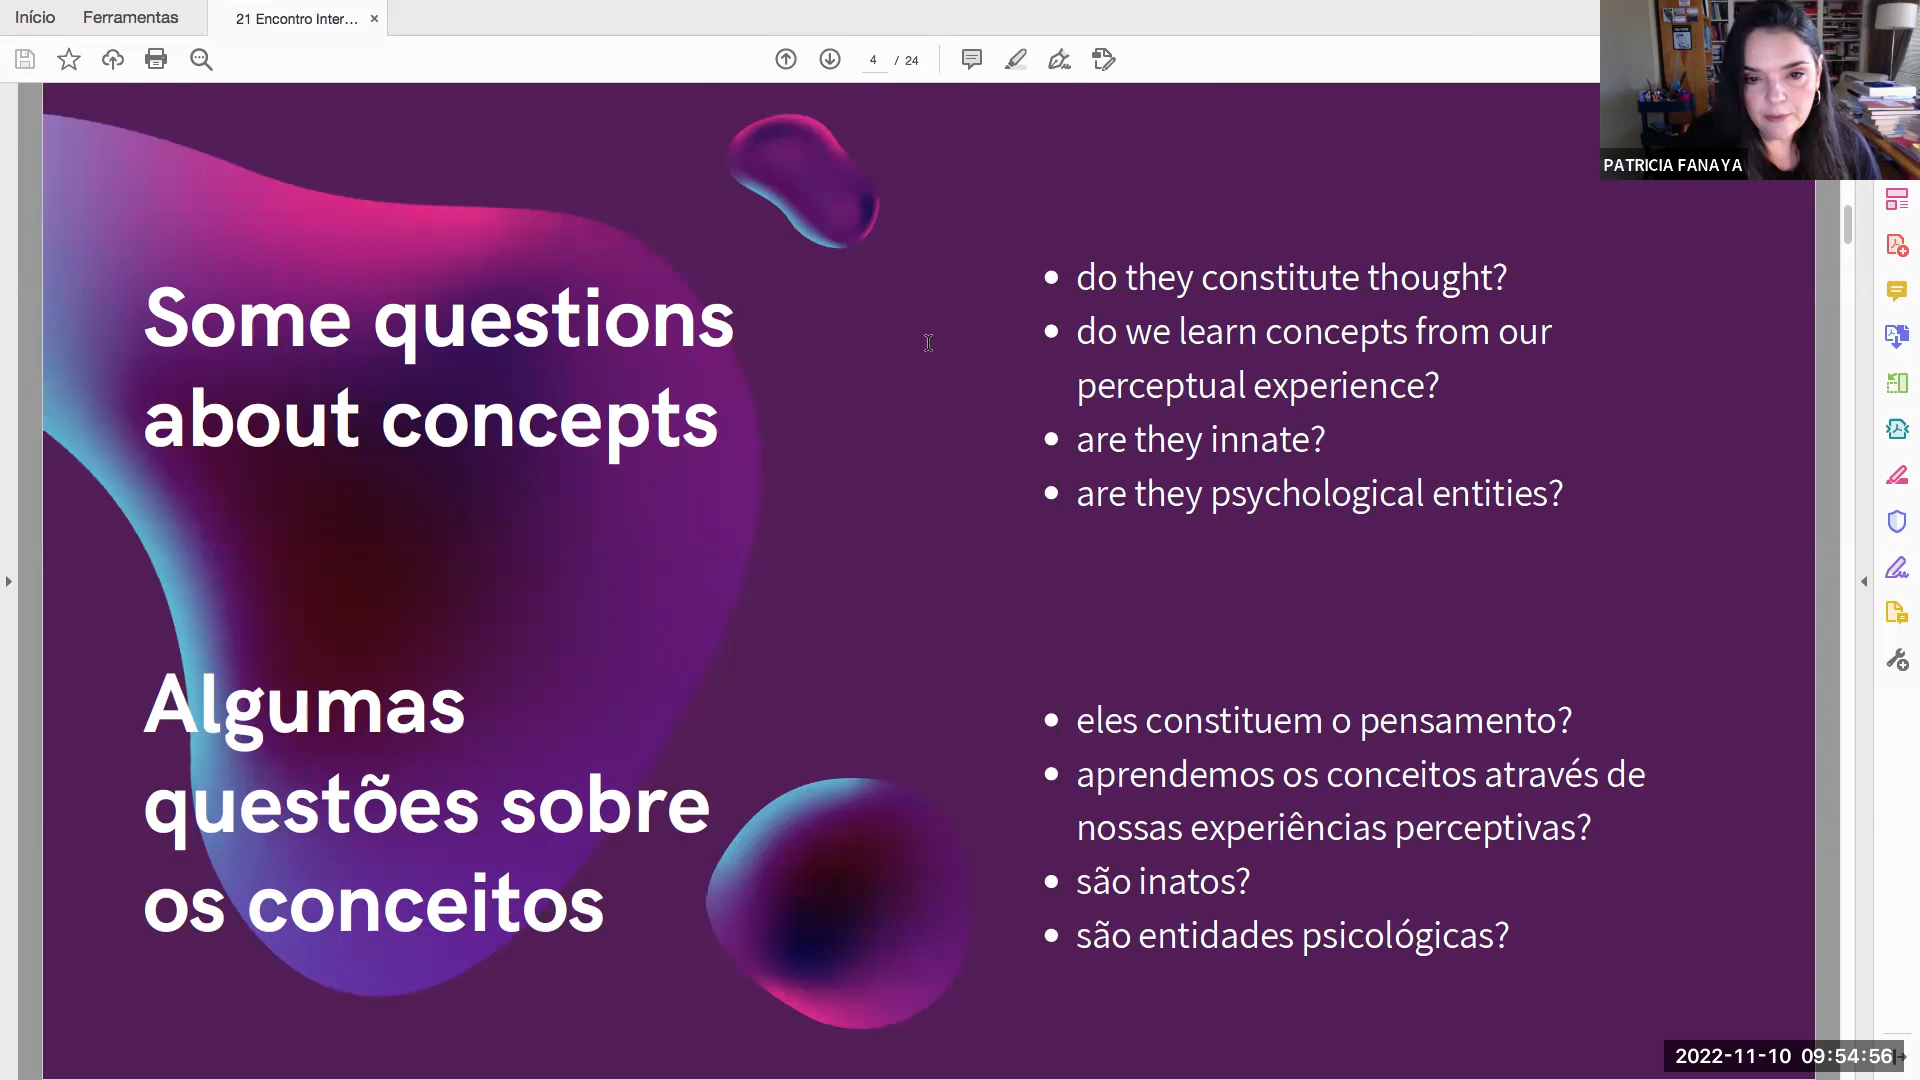 Início Ferramentas 21 Encontro Inter... ×
4 / 24
PATRICIA FANAYA
Some questions
about concepts
• do they constitute thought?
• do we learn concepts from our
perceptual experience?
• are they innate?
• are they psychological entities?
Algumas
questões sobre
os conceitos
• eles constituem o pensamento?
• aprendemos os conceitos através de
nossas experiências perceptivas?
• são inatos?
• são entidades psicológicas?
2022-11-10 09:54:56